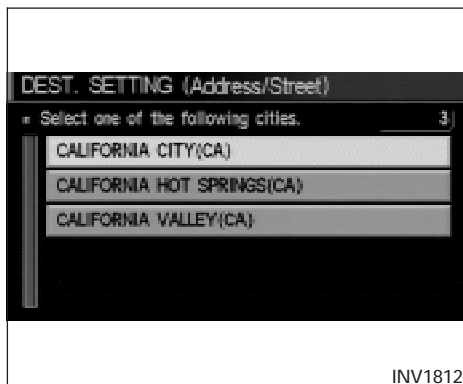 DEST. SETTING (Address/Street)
Select one of the following cities. 3
CALIFORNIA CITY(CA)
CALIFORNIA HOT SPRINGS(CA)
CALIFORNIA VALLEY(CA)
INV1812